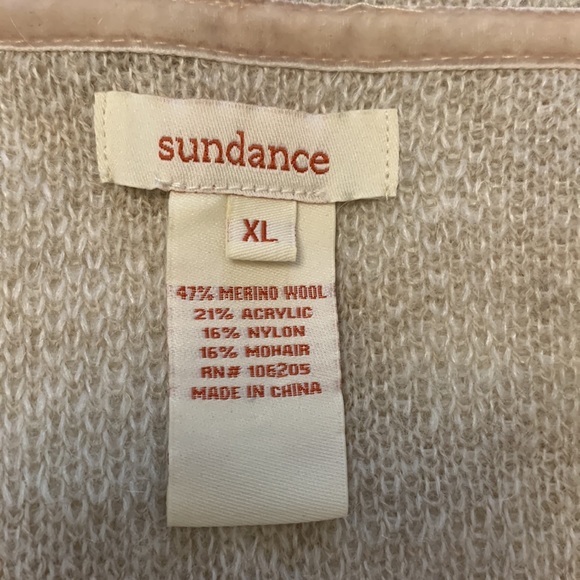 sundance
XL
47% MERINO WOOL
21% ACRYLIC
16% NYLON
16% MOHAIR
RN# 106205
MADE IN CHINA